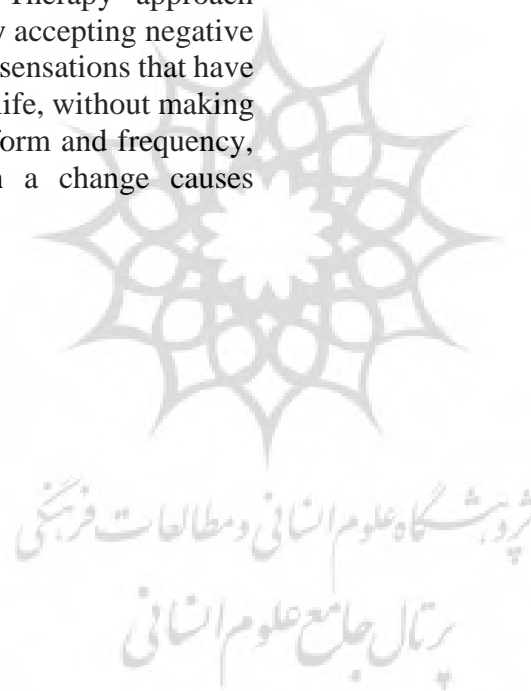 Therapy approach
y accepting negative
sensations that have
life, without making
form and frequency,
a change causes
پژوهشگاه علوم انسانی و مطالعات فرهنگی
پرتال جامع علوم انسانی